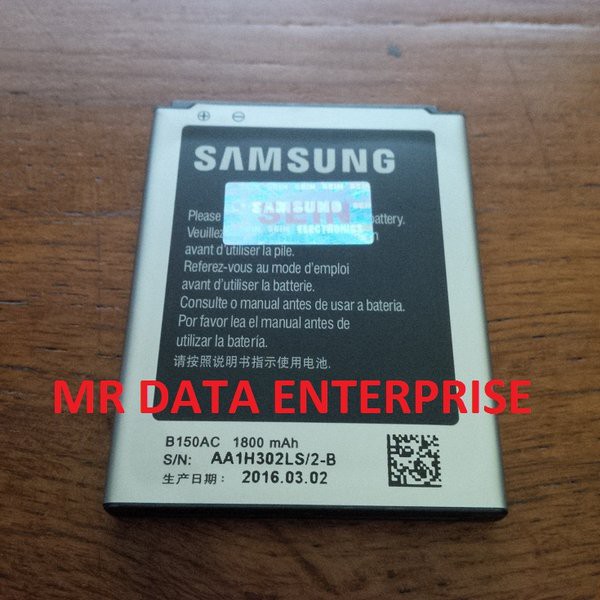 SAMSUNG
Please battery.
SAMSUNG
SEIN
ELECTRONICS
Veuillez
avant d'utiliser la pile.
Referez-vous au mode d'emploi
avant d'utiliser la batterie.
Consulte o manual antes de usar a bateria.
Por favor lea el manual antes de
utilizar la batería.
请按照说明书指示使用电池.
MR DATA ENTERPRISE
B150AC 1800 mAh
S/N: AA1H302LS/2-B
生产日期: 2016.03.02